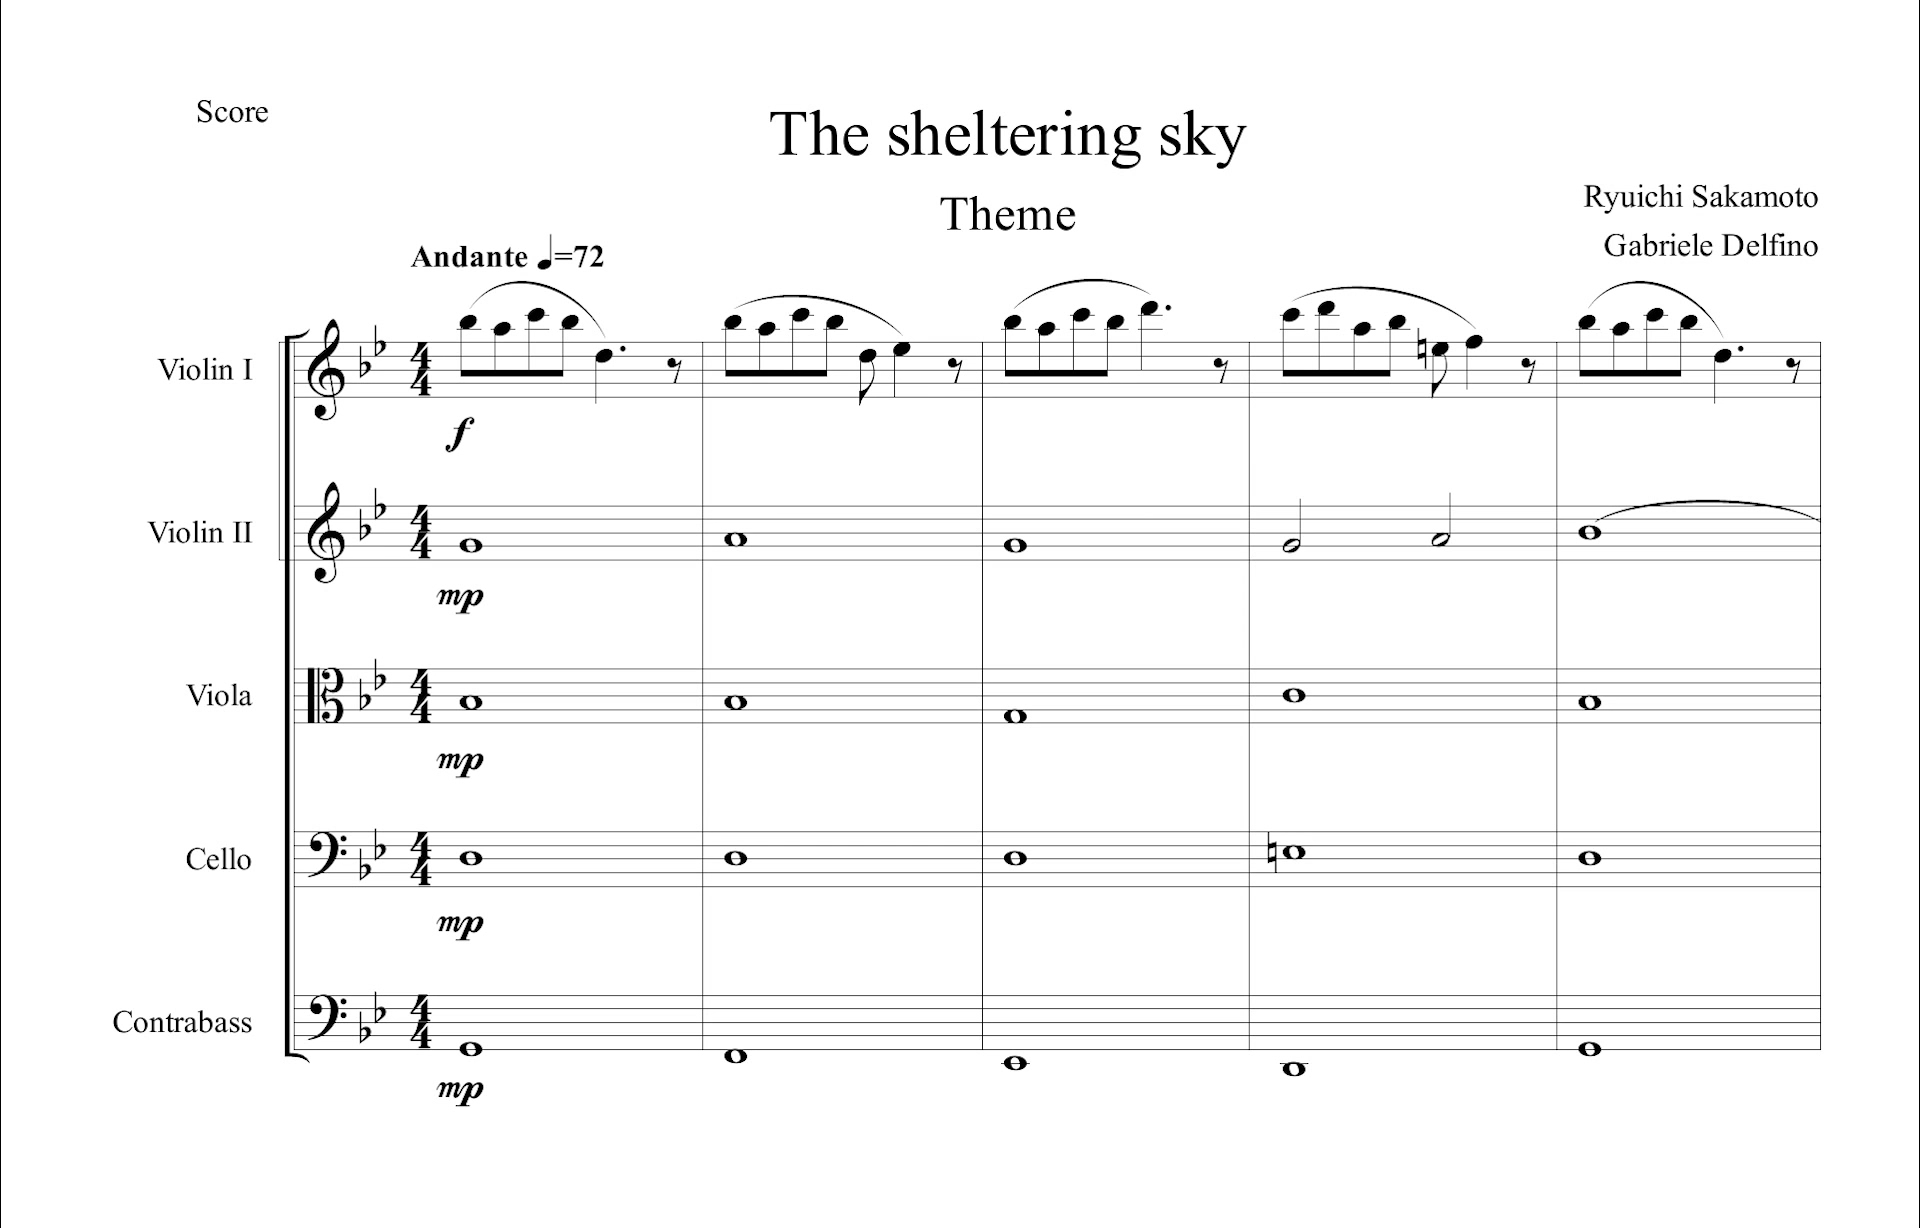 Score
The sheltering sky
Theme
Ryuichi Sakamoto
Gabriele Delfino
Andante ♩=72
Violin I
f
Violin II
mp
Viola
mp
Cello
mp
Contrabass
mp